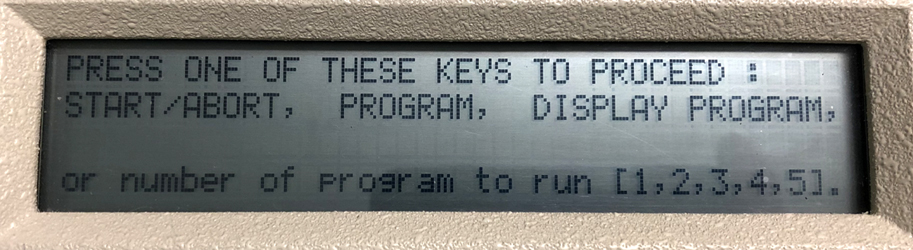 PRESS ONE OF THESE KEYS TO PROCEED :
START/ABORT, PROGRAM, DISPLAY PROGRAM,
or number of program to run [1,2,3,4,5].